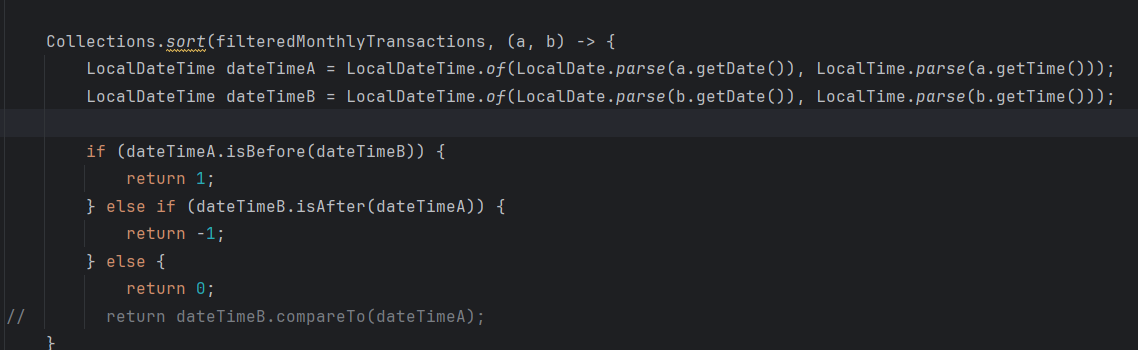 Collections.sort(filteredMonthlyTransactions, (a, b) -> {
LocalDateTime dateTimeA = LocalDateTime.of(LocalDate.parse(a.getDate()), LocalTime.parse(a.getTime()));
LocalDateTime dateTimeB = LocalDateTime.of(LocalDate.parse(b.getDate()), LocalTime.parse(b.getTime()));
if (dateTimeA.isBefore(dateTimeB)) {
return 1;
} else if (dateTimeB.isAfter(dateTimeA)) {
return -1;
} else {
return 0;
// return dateTimeB.compareTo(dateTimeA);
}